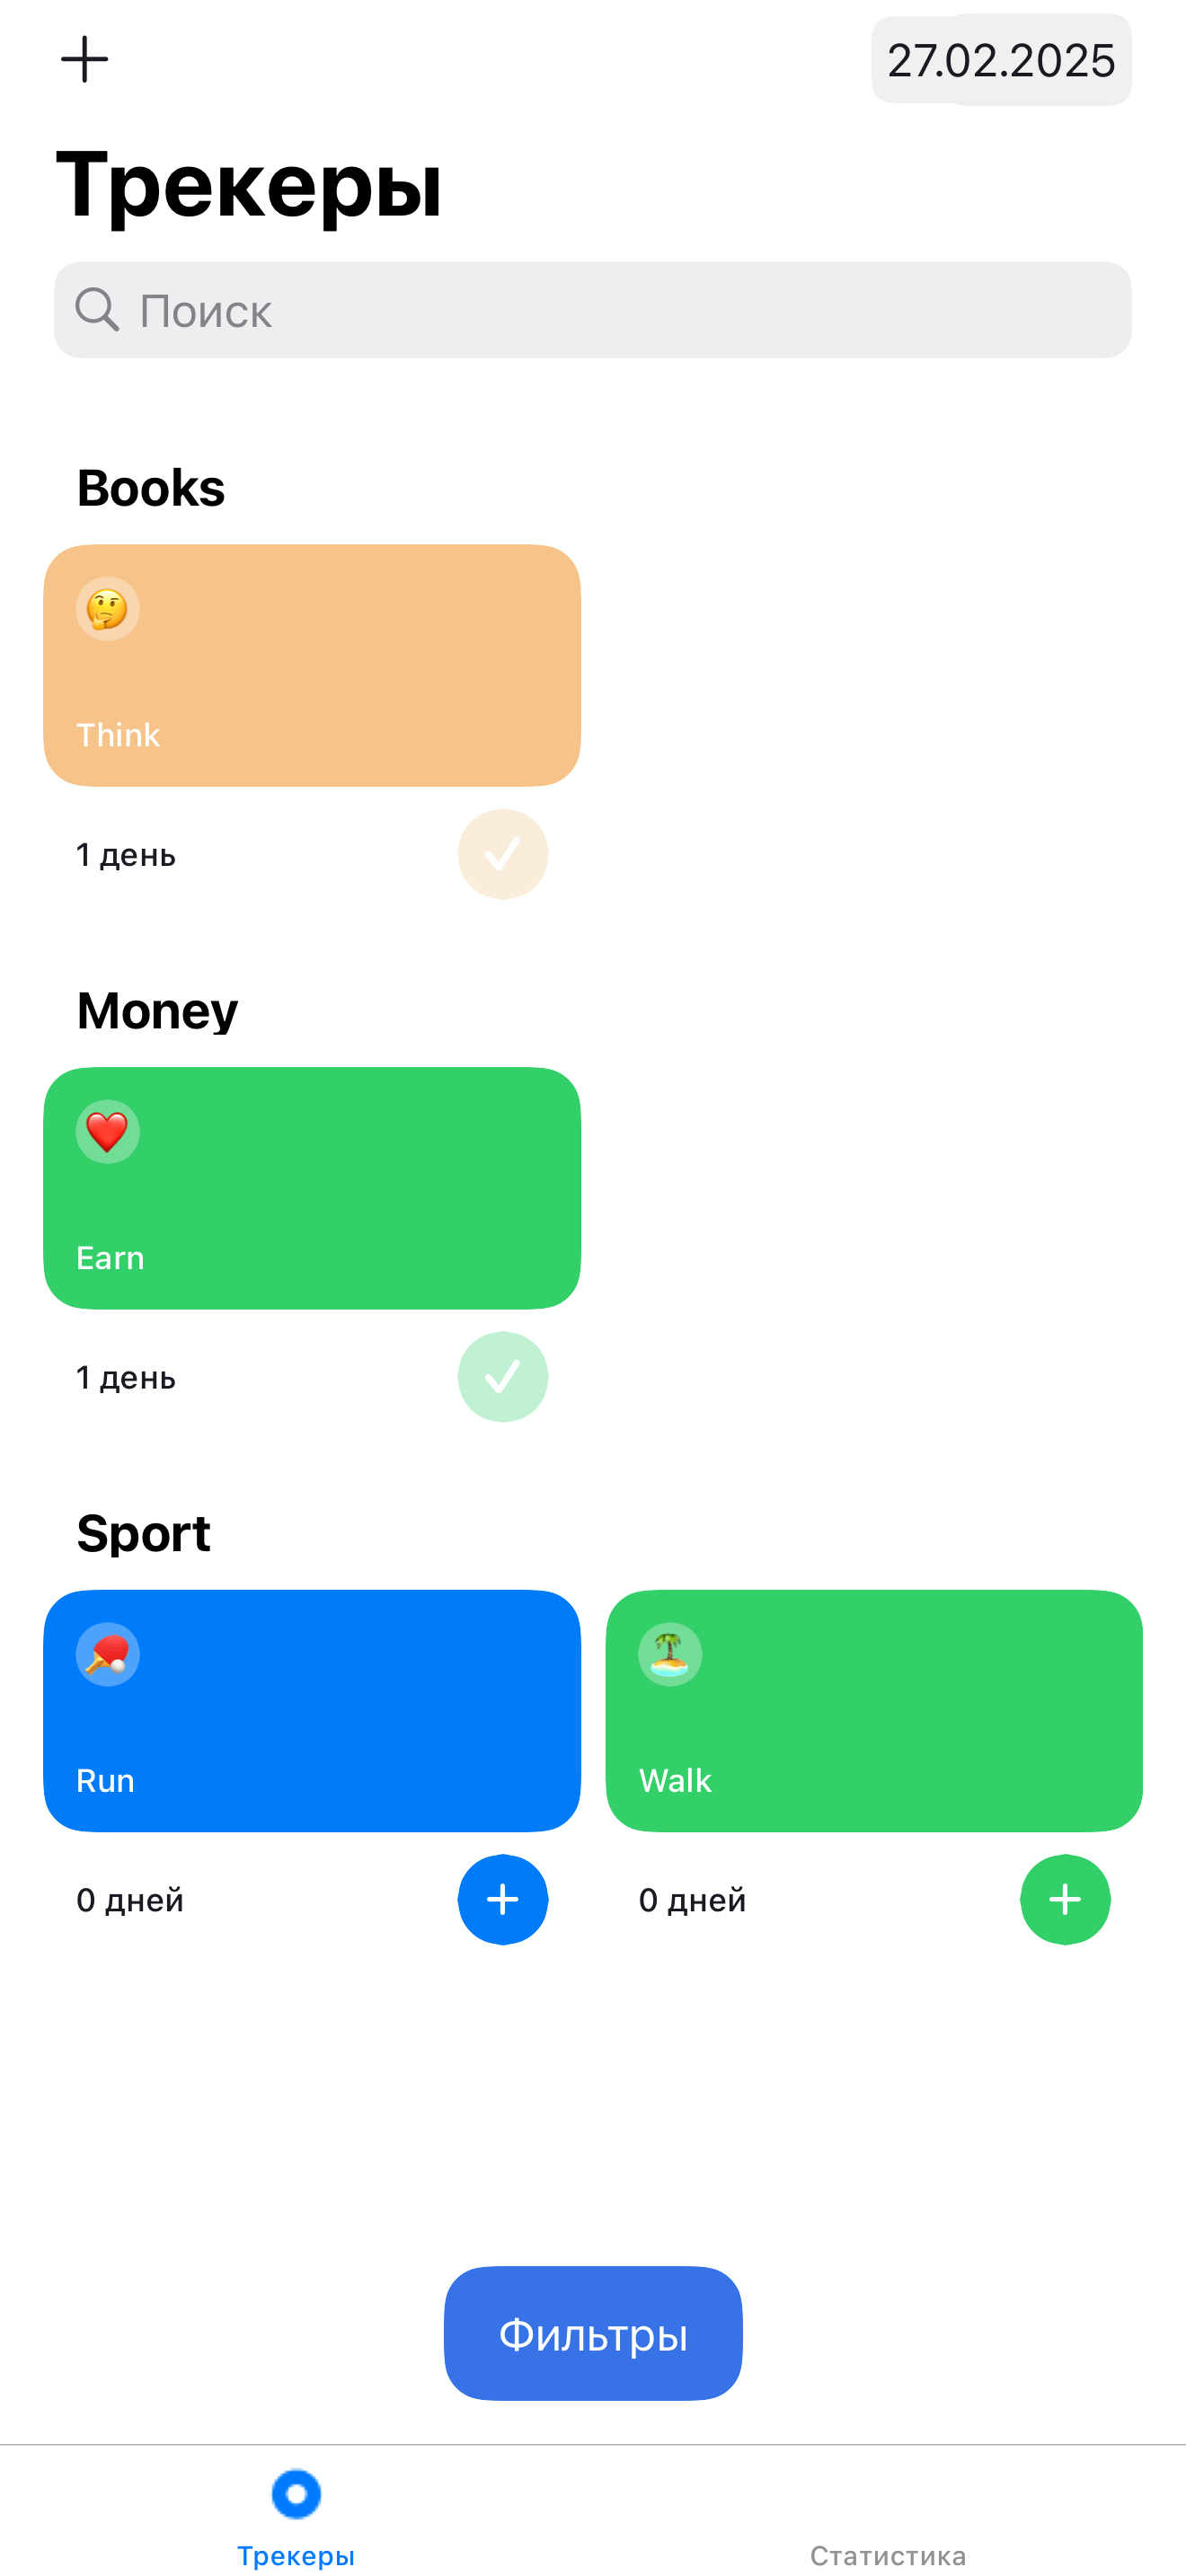 27.02.2025
Трекеры
Поиск
Books
Think
1 день
Money
Earn
1 день
Sport
Run
Walk
0 дней
0 дней
Фильтры
Трекеры
Статистика